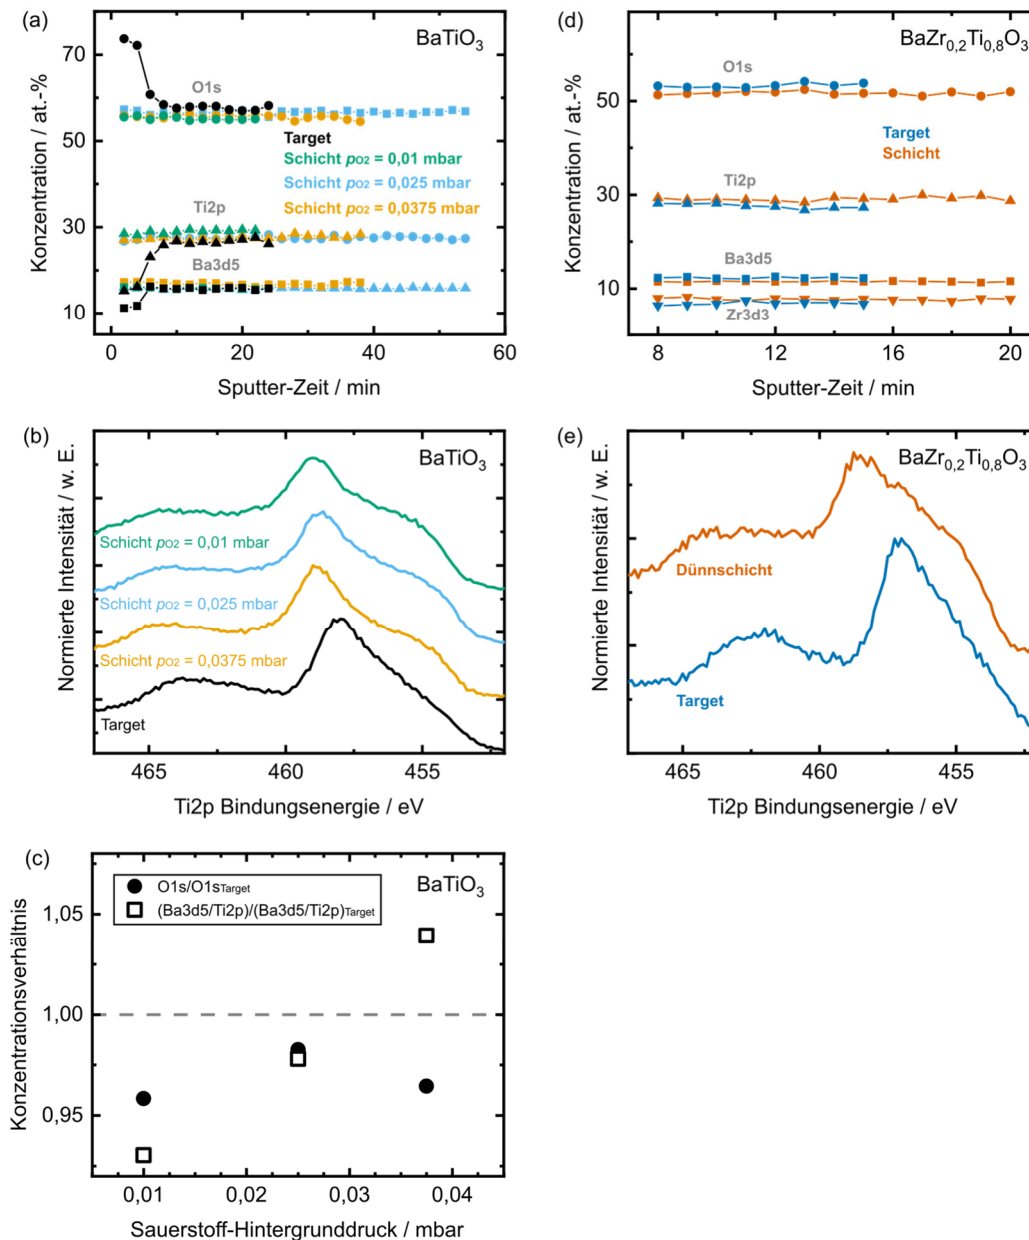 (a)
BaTiO3
Konzentration / at.-%
70
50
30
10
O1s
Target
Schicht pO2 = 0,01 mbar
Schicht pO2 = 0,025 mbar
Schicht pO2 = 0,0375 mbar
Ti2p
Ba3d5
0
20
40
60
Sputter-Zeit / min
(d)
BaZr0,2Ti0,8O3
Konzentration / at.-%
50
30
10
O1s
Target
Schicht
Ti2p
Ba3d5
Zr3d3
8
12
16
20
Sputter-Zeit / min
(b)
BaTiO3
Normierte Intensität / w. E.
Schicht pO2 = 0,01 mbar
Schicht pO2 = 0,025 mbar
Schicht pO2 = 0,0375 mbar
Target
465
460
455
Ti2p Bindungsenergie / eV
(e)
BaZr0,2Ti0,8O3
Normierte Intensität / w. E.
Dünnschicht
Target
465
460
455
Ti2p Bindungsenergie / eV
(c)
BaTiO3
O1s/O1sTarget
(Ba3d5/Ti2p)/(Ba3d5/Ti2p)Target
Konzentrationsverhältnis
1,05
1,00
0,95
0,01
0,02
0,03
0,04
Sauerstoff-Hintergrunddruck / mbar